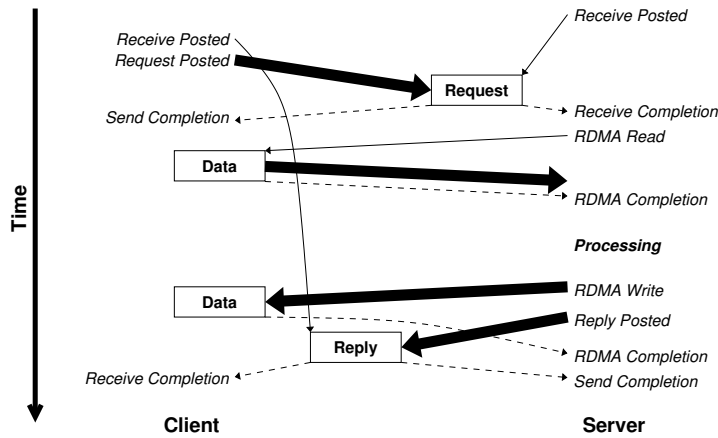 Receive Posted
Receive Posted
Request Posted
Request
Send Completion
Receive Completion
RDMA Read
Data
RDMA Completion
Time
Processing
Data
RDMA Write
Reply Posted
Reply
RDMA Completion
Receive Completion
Send Completion
Client
Server